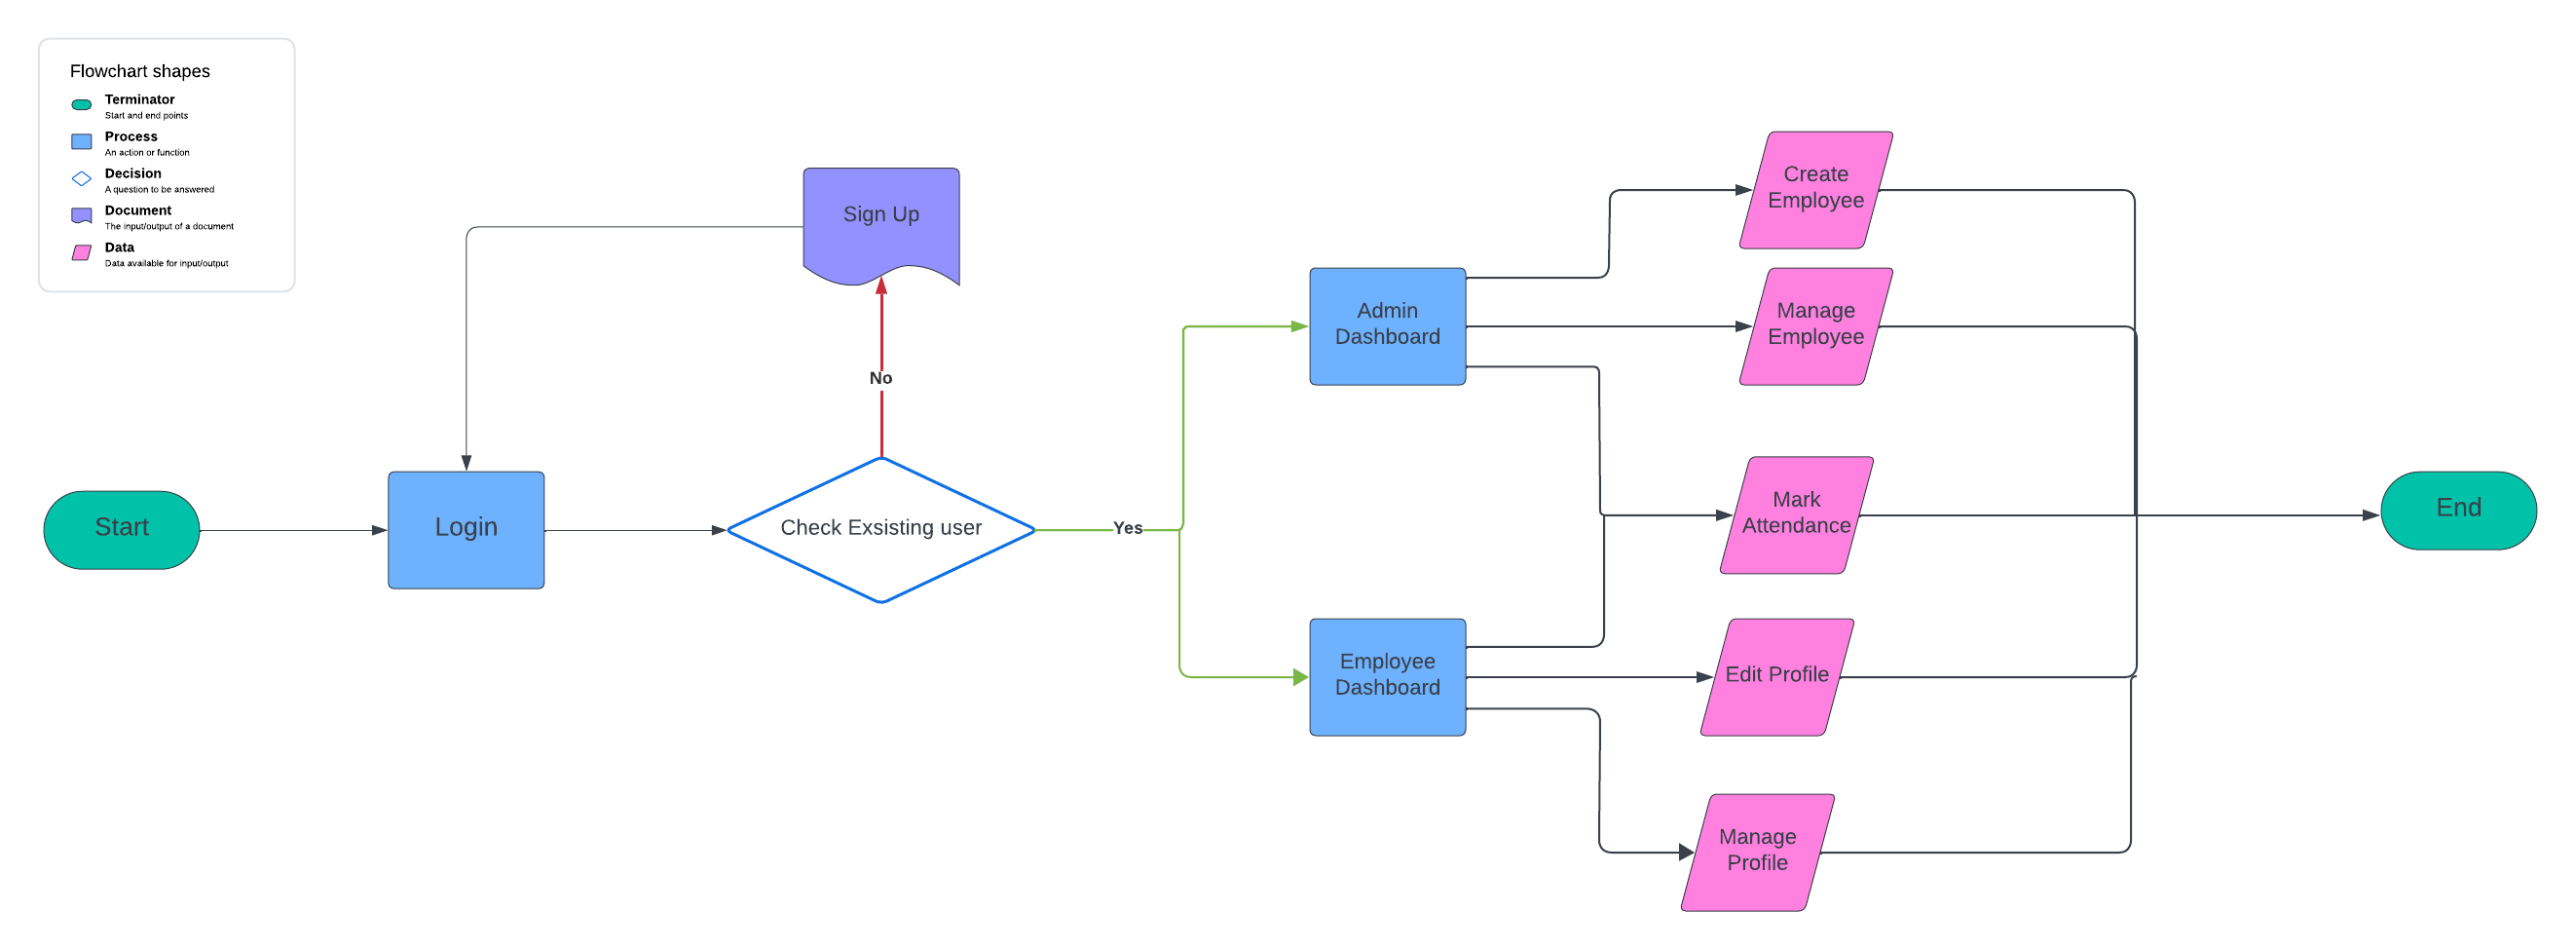 Flowchart shapes
Terminator
Start and end points
Process
An action or function
Decision
A question to be answered
Document
The input/output of a document
Data
Data available for input/output
Start
Login
Sign Up
No
Check Exsisting user
Yes
Admin
Dashboard
Employee
Dashboard
Create
Employee
Manage
Employee
Mark
Attendance
Edit Profile
Manage
Profile
End